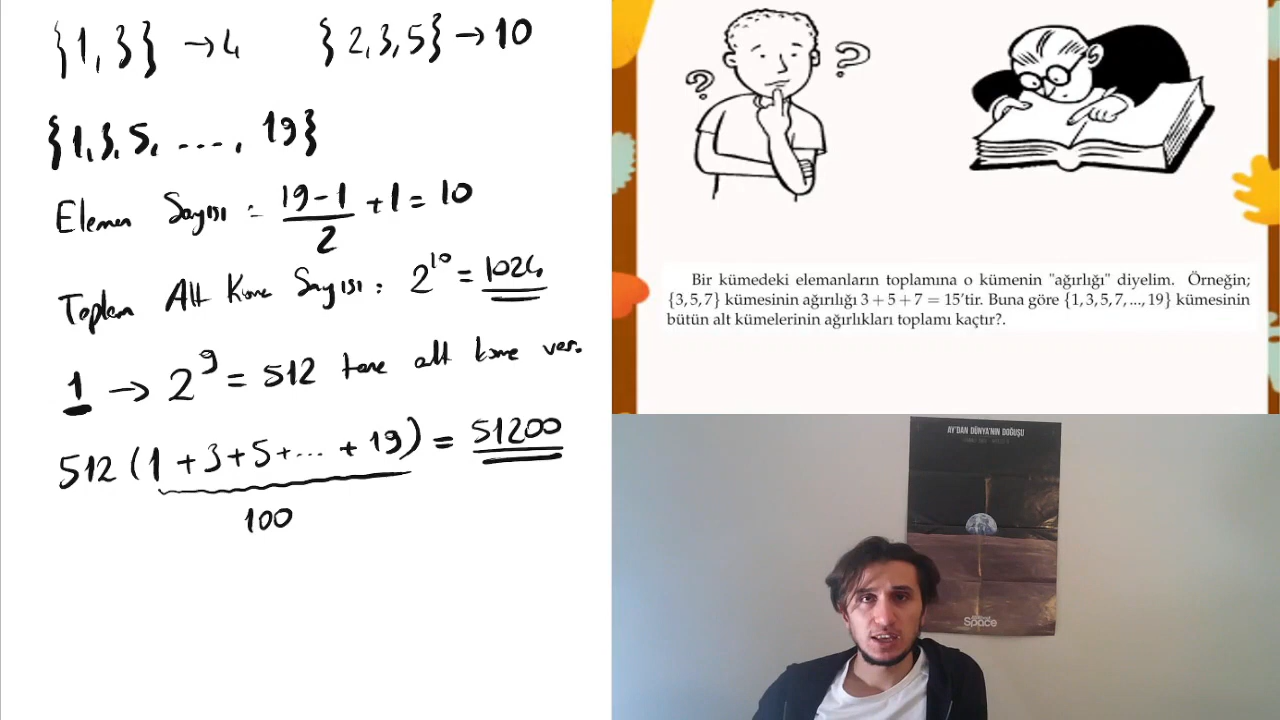 {1, 3} → 4 {2, 3, 5} → 10
{1, 3, 5, ...., 19}
Eleman Sayısı = 19-1 / 2 + 1 = 10
Toplam Alt Küme Sayısı : 2^10 = 1024
1 → 2^9 = 512 tane alt küme var.
512 (1 + 3 + 5 + ... + 19) = 51200
100
? ?
Bir kümedeki elemanların toplamına o kümenin "ağırlığı" diyelim. Örneğin;
{3, 5, 7} kümesinin ağırılığı 3 + 5 + 7 = 15'tir. Buna göre {1, 3, 5, 7, ..., 19} kümesinin
bütün alt kümelerinin ağırlıkları toplamı kaçtır?.
AY'DAN DÜNYA'NIN DOĞUŞU
Space